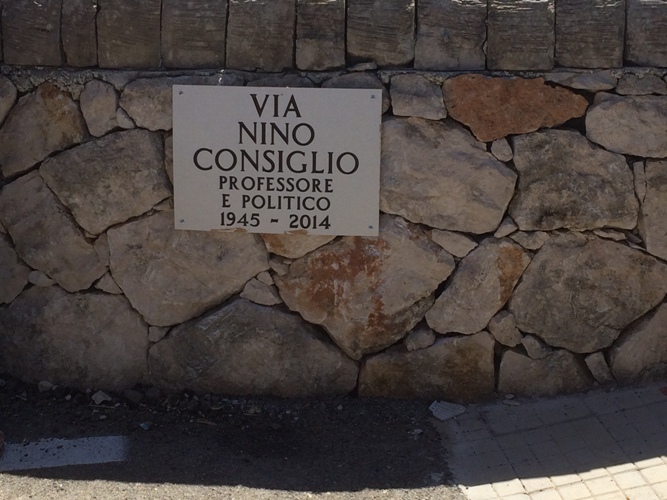 VIA
NINO
CONSIGLIO
PROFESSORE
E POLITICO
1945 - 2014